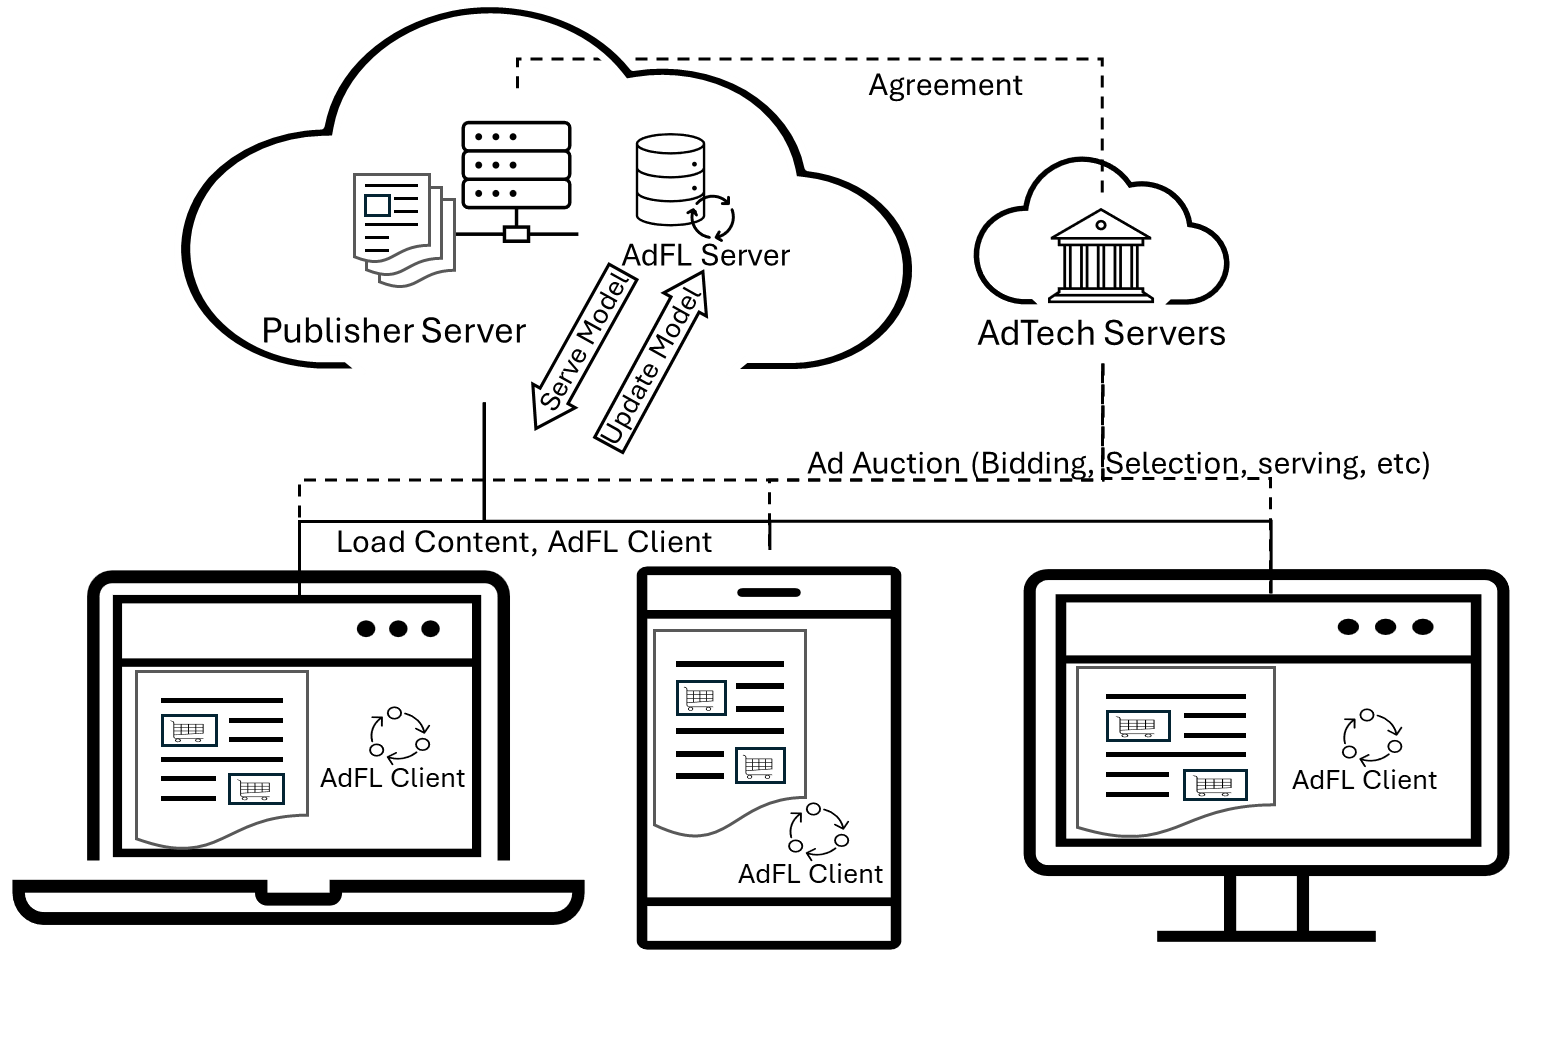 Agreement
AdFL Server
Publisher Server
Serve Model
Update Model
AdTech Servers
Ad Auction (Bidding, Selection, serving, etc)
Load Content, AdFL Client
AdFL Client
AdFL Client
AdFL Client